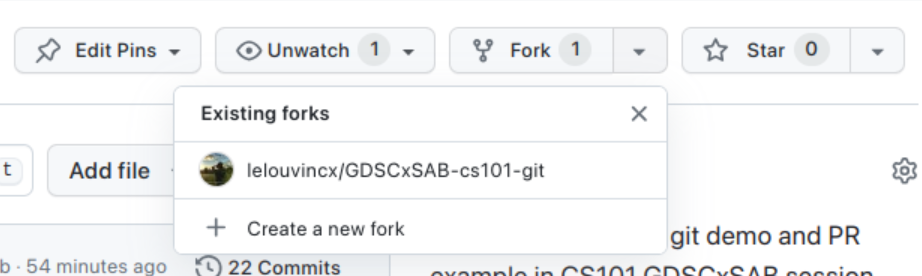 Edit Pins
Unwatch 1
Fork 1
Star 0
Existing forks
t
Add file
lelouvincx/GDSCxSAB-cs101-git
Create a new fork
git demo and PR
b · 54 minutes ago
22 Commits
example in CS101 GDSCxSAB session